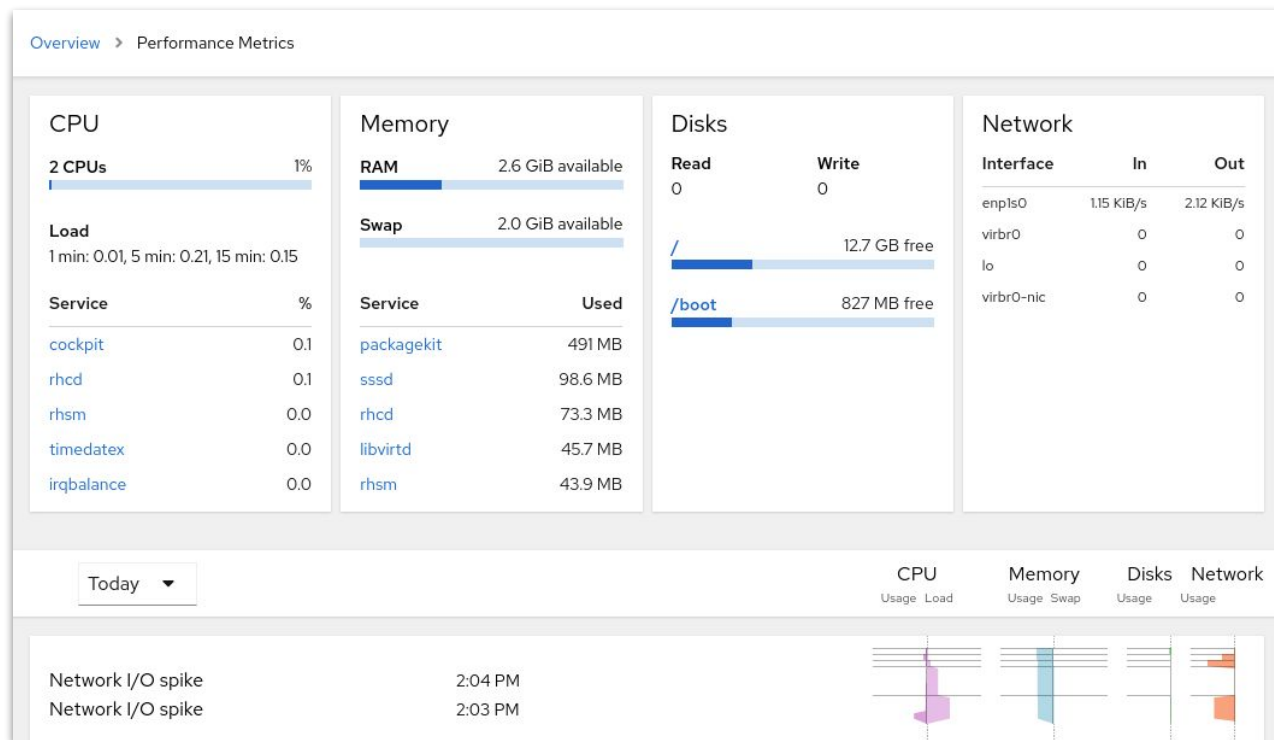 Overview > Performance Metrics
CPU
2 CPUs 1%
Load
1 min: 0.01, 5 min: 0.21, 15 min: 0.15
Service %
cockpit 0.1
rhcd 0.1
rhsm 0.0
timedatex 0.0
irqbalance 0.0
Memory
RAM 2.6 GiB available
Swap 2.0 GiB available
Service Used
packagekit 491 MB
sssd 98.6 MB
rhcd 73.3 MB
libvirtd 45.7 MB
rhsm 43.9 MB
Disks
Read Write
0 0
/ 12.7 GB free
/boot 827 MB free
Network
Interface In Out
enp1s0 1.15 KiB/s 2.12 KiB/s
virbr0 0 0
lo 0 0
virbr0-nic 0 0
Today
CPU Memory Disks Network
Usage Load Usage Swap Usage Usage
Network I/O spike 2:04 PM
Network I/O spike 2:03 PM